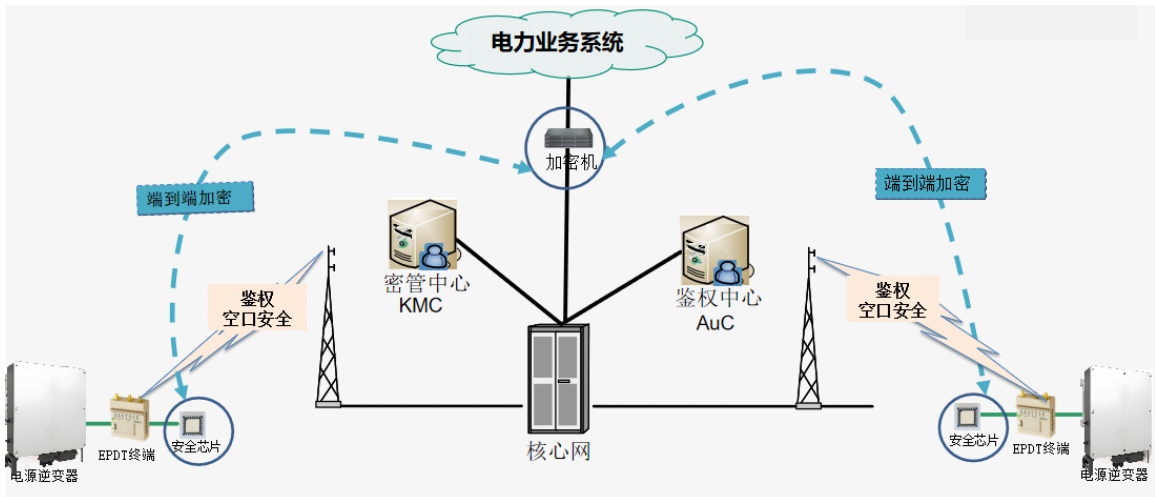 电力业务系统
加密机
端到端加密
端到端加密
密管中心
KMC
鉴权中心
AuC
鉴权
空口安全
鉴权
空口安全
核心网
电源逆变器
EPDT终端
安全芯片
安全芯片
EPDT终端
电源逆变器